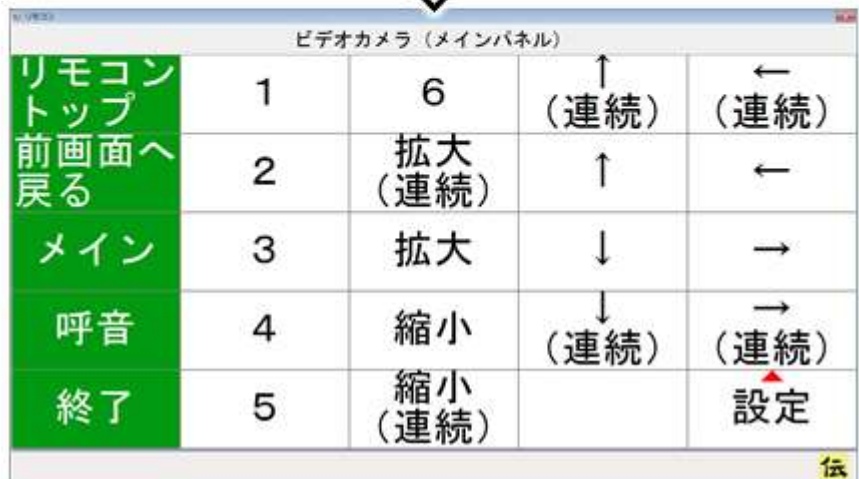 ビデオカメラ（メインパネル）
リモコン
トップ
1
6
↑
（連続）
←
（連続）
前画面へ
戻る
2
拡大
（連続）
↑
←
メイン
3
拡大
↓
→
呼音
4
縮小
↓
（連続）
→
（連続）
終了
5
縮小
（連続）
設定
伝